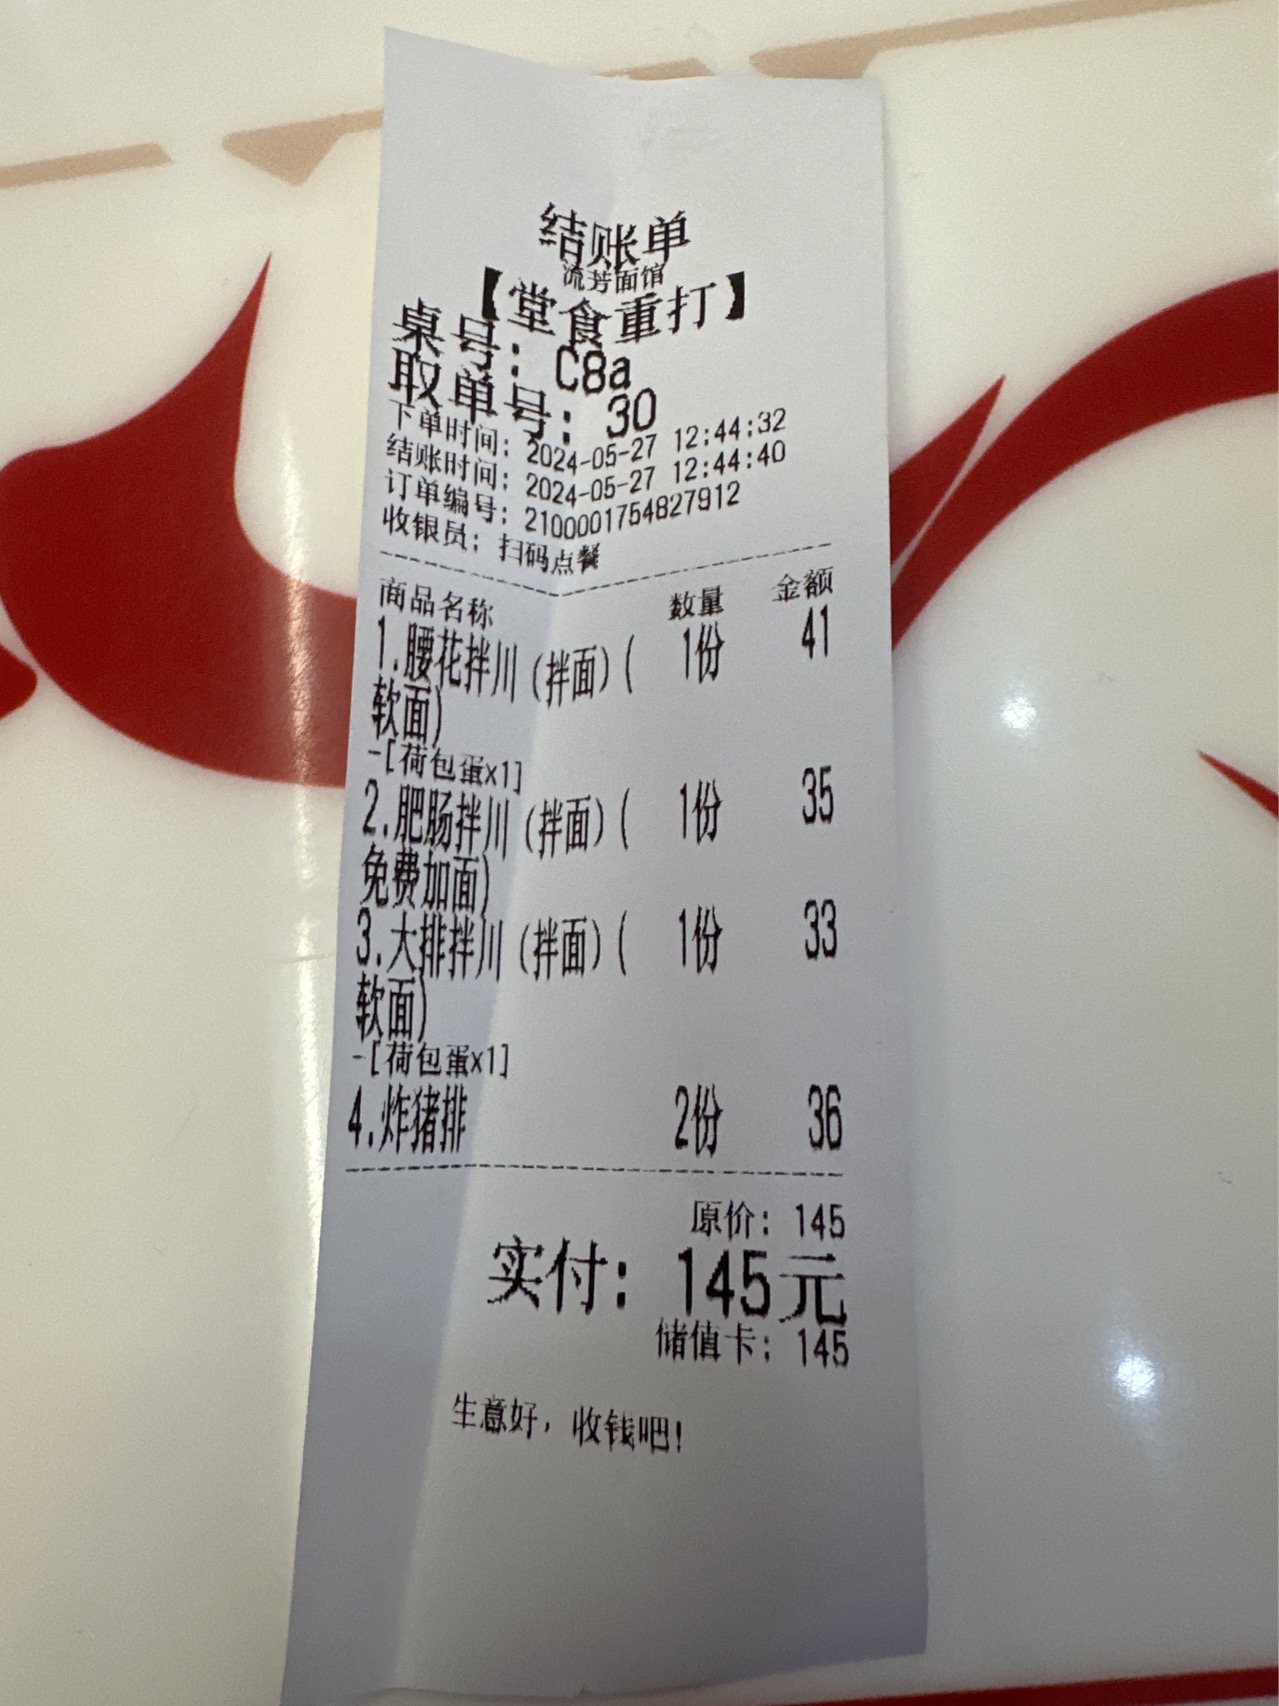 结账单
流芳面馆
【堂食重打】
桌号：C8a
取单号：30
下单时间：2024-05-27 12:44:32
结账时间：2024-05-27 12:44:40
订单编号：2100001754827912
收银员：扫码点餐
商品名称 数量 金额
1.腰花拌川（拌面）( 1份 41
软面)
-[荷包蛋x1]
2.肥肠拌川（拌面）( 1份 35
免费加面)
3.大排拌川（拌面）( 1份 33
软面)
-[荷包蛋x1]
4.炸猪排 2份 36
原价：145
实付：145元
储值卡：145
生意好，收钱吧！